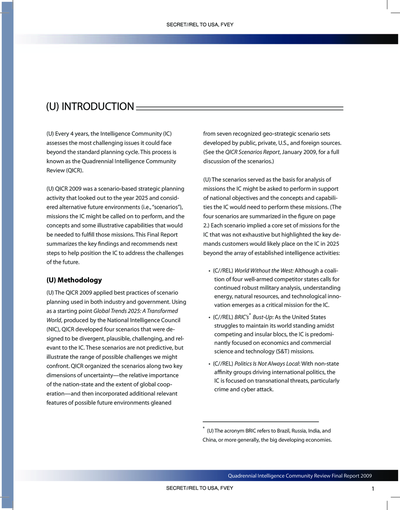 SECRET//REL TO USA, FVEY
(U) INTRODUCTION
(U) Every 4 years, the Intelligence Community (IC)
assesses the most challenging issues it could face
beyond the standard planning cycle. This process is
known as the Quadrennial Intelligence Community
Review (QICR).
(U) QICR 2009 was a scenario-based strategic planning
activity that looked out to the year 2025 and consid-
ered alternative future environments (i.e., "scenarios"),
missions the IC might be called on to perform, and the
concepts and some illustrative capabilities that would
be needed to fulfill those missions. This Final Report
summarizes the key findings and recommends next
steps to help position the IC to address the challenges
of the future.
(U) Methodology
(U) The QICR 2009 applied best practices of scenario
planning used in both industry and government. Using
as a starting point Global Trends 2025: A Transformed
World, produced by the National Intelligence Council
(NIC), QICR developed four scenarios that were de-
signed to be divergent, plausible, challenging, and rel-
evant to the IC. These scenarios are not predictive, but
illustrate the range of possible challenges we might
confront. QICR organized the scenarios along two key
dimensions of uncertainty—the relative importance
of the nation-state and the extent of global coop-
eration—and then incorporated additional relevant
features of possible future environments gleaned
from seven recognized geo-strategic scenario sets
developed by public, private, U.S., and foreign sources.
(See the QICR Scenarios Report, January 2009, for a full
discussion of the scenarios.)
(U) The scenarios served as the basis for analysis of
missions the IC might be asked to perform in support
of national objectives and the concepts and capabili-
ties the IC would need to perform these missions. (The
four scenarios are summarized in the figure on page
2.) Each scenario implied a core set of missions for the
IC that was not exhaustive but highlighted the key de-
mands customers would likely place on the IC in 2025
beyond the array of established intelligence activities:
• (C//REL) World Without the West: Although a coali-
tion of four well-armed competitor states calls for
continued robust military analysis, understanding
energy, natural resources, and technological inno-
vation emerges as a critical mission for the IC.
• (C//REL) BRIC's* Bust-Up: As the United States
struggles to maintain its world standing amidst
competing and insular blocs, the IC is predomi-
nantly focused on economics and commercial
science and technology (S&T) missions.
• (C//REL) Politics is Not Always Local: With non-state
affinity groups driving international politics, the
IC is focused on transnational threats, particularly
crime and cyber attack.
* (U) The acronym BRIC refers to Brazil, Russia, India, and
China, or more generally, the big developing economies.
Quadrennial Intelligence Community Review Final Report 2009
SECRET//REL TO USA, FVEY
1